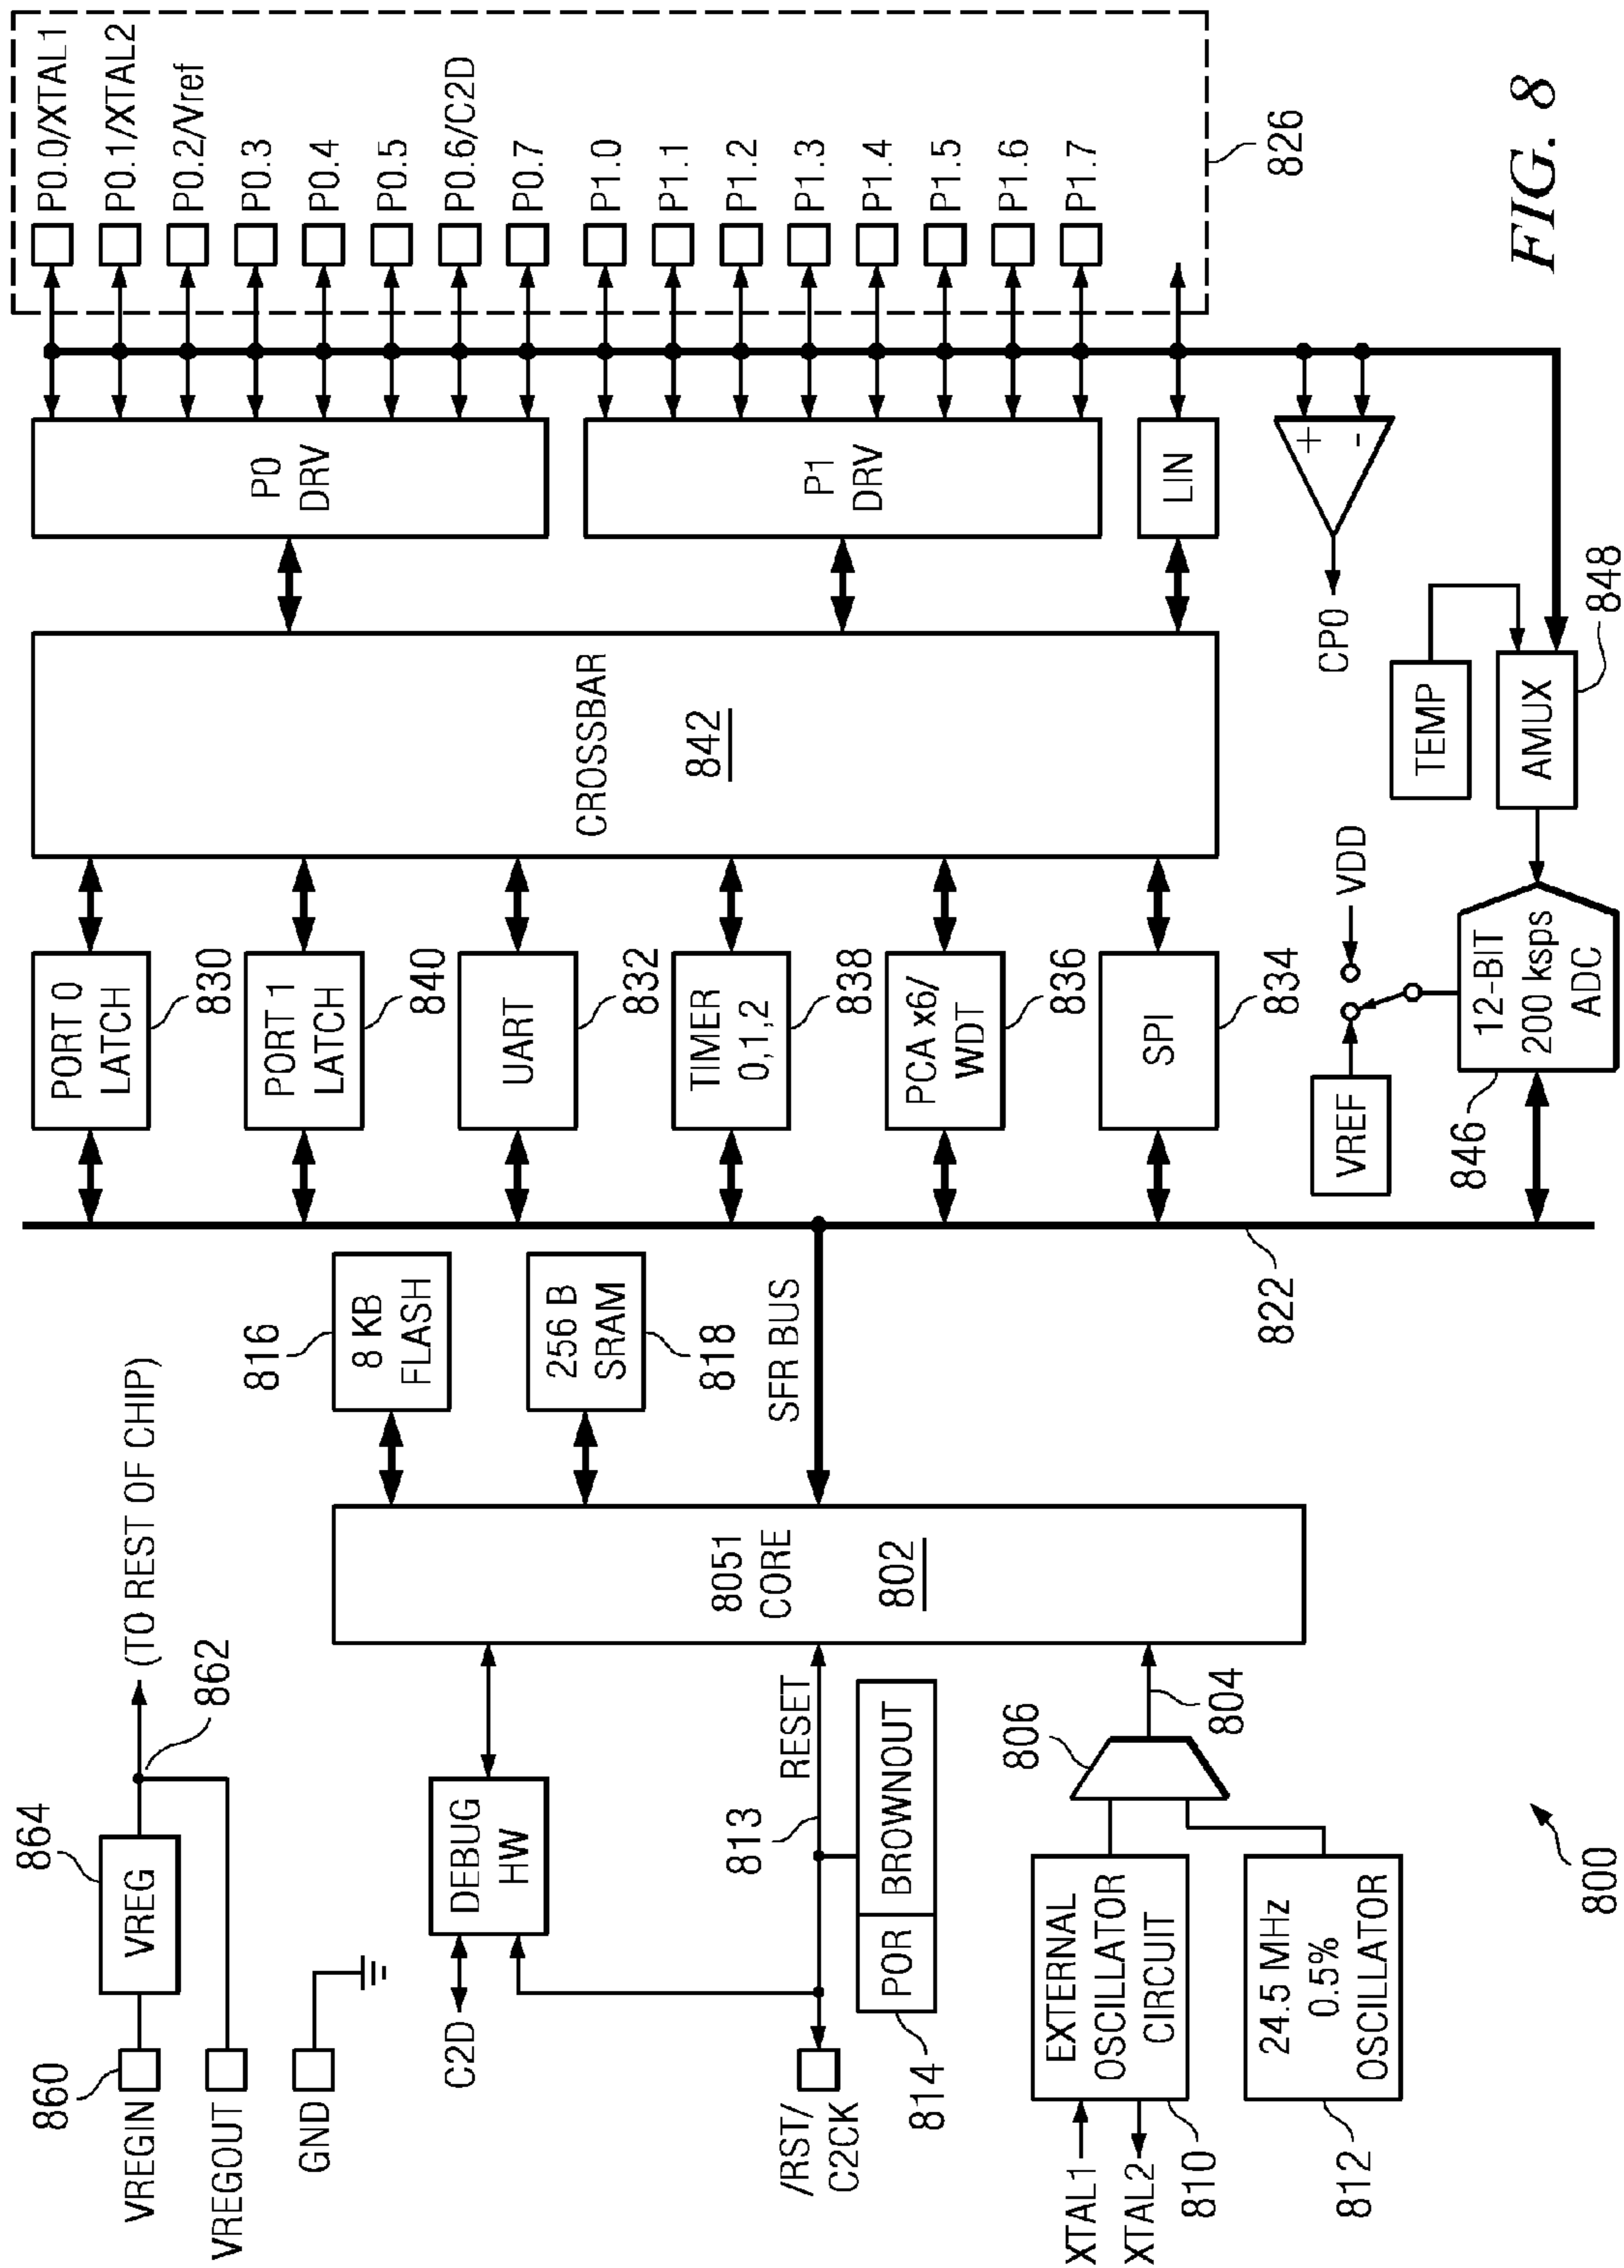 VREGIN
860
VREG
864
862
(TO REST OF CHIP)
VREGOUT
GND
C2D
DEBUG
HW
/RST/
C2CK
813
RESET
POR
BROWNOUT
814
XTAL1
XTAL2
EXTERNAL
OSCILLATOR
CIRCUIT
810
24.5 MHz
0.5%
OSCILLATOR
812
806
804
8051
CORE
802
816
8 KB
FLASH
256 B
SRAM
818
SFR BUS
822
PORT 0
LATCH
830
PORT 1
LATCH
840
UART
832
TIMER
0,1,2
838
PCA x6/
WDT
836
SPI
834
VREF
VDD
846
12-BIT
200 ksps
ADC
CROSSBAR
842
TEMP
AMUX
848
CP0
+
-
P0
DRV
P1
DRV
LIN
P0.0/XTAL1
P0.1/XTAL2
P0.2/Vref
P0.3
P0.4
P0.5
P0.6/C2D
P0.7
P1.0
P1.1
P1.2
P1.3
P1.4
P1.5
P1.6
P1.7
826
800
FIG. 8